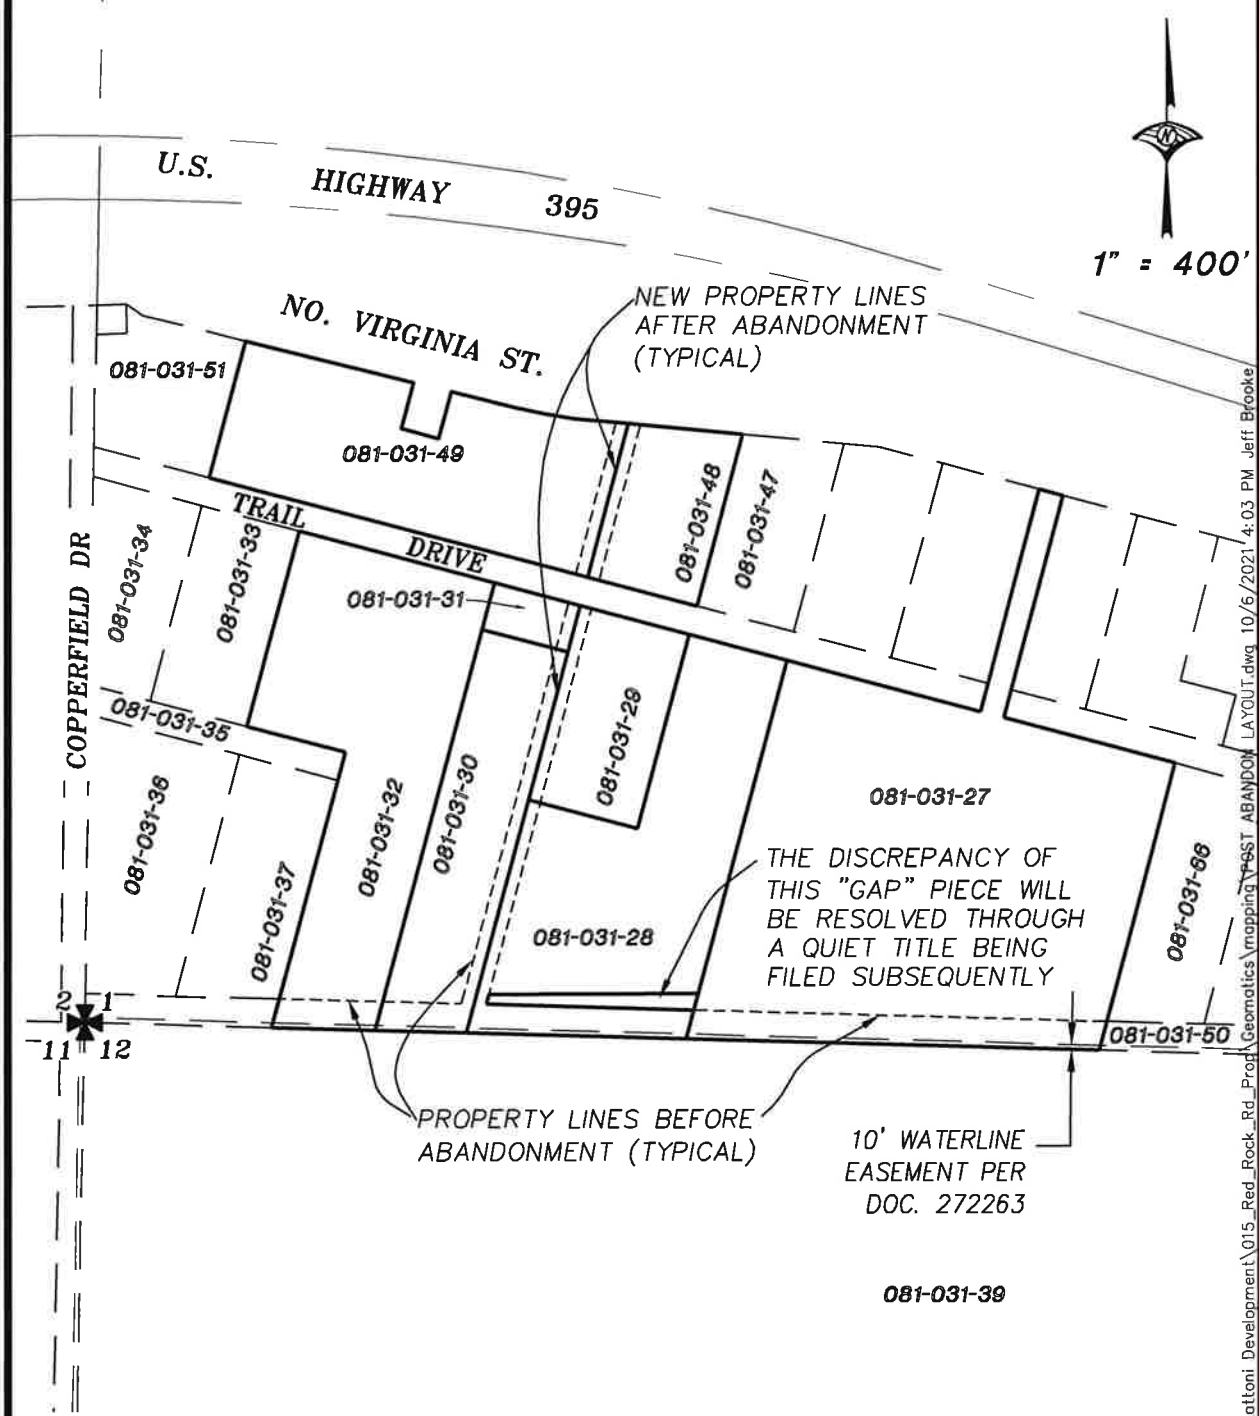 U.S. HIGHWAY 395
N
1" = 400'
NEW PROPERTY LINES
AFTER ABANDONMENT
(TYPICAL)
NO. VIRGINIA ST.
081-031-51
081-031-49
081-031-48
081-031-47
TRAIL DRIVE
COPPERFIELD DR
081-031-34
081-031-33
081-031-31
081-031-35
081-031-29
081-031-36
081-031-32
081-031-30
081-031-27
081-031-37
081-031-28
081-031-66
THE DISCREPANCY OF
THIS "GAP" PIECE WILL
BE RESOLVED THROUGH
A QUIET TITLE BEING
FILED SUBSEQUENTLY
2 1
11 12
081-031-50
PROPERTY LINES BEFORE
ABANDONMENT (TYPICAL)
10' WATERLINE
EASEMENT PER
DOC. 272263
081-031-39
attoni Development\015_Red_Rock_Rd_Prop\Geomatics\mapping\POST ABANDON LAYOUT.dwg 10/6/2021 4:03 PM Jeff Brooke